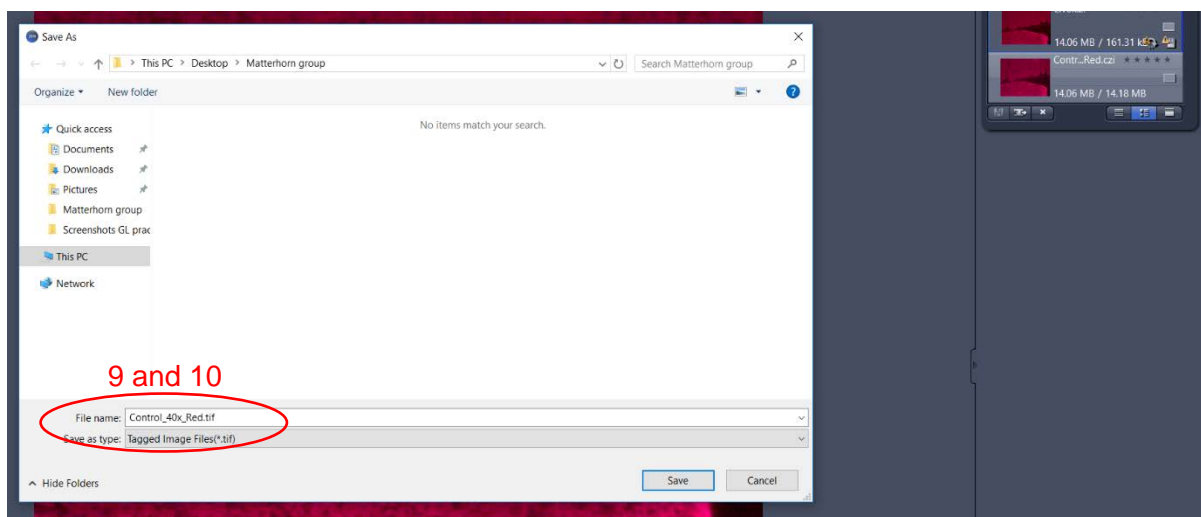 Save As
This PC > Desktop > Matterhorn group
Search Matterhorn group
Organize
New folder
No items match your search.
Quick access
Documents
Downloads
Pictures
Matterhorn group
Screenshots GL prac
This PC
Network
9 and 10
File name: Control_40x_Red.tif
Save as type: Tagged Image Files(*.tif)
Hide Folders
Save
Cancel
14.06 MB / 161.31
Contr...Red.czi
14.06 MB / 14.18 MB